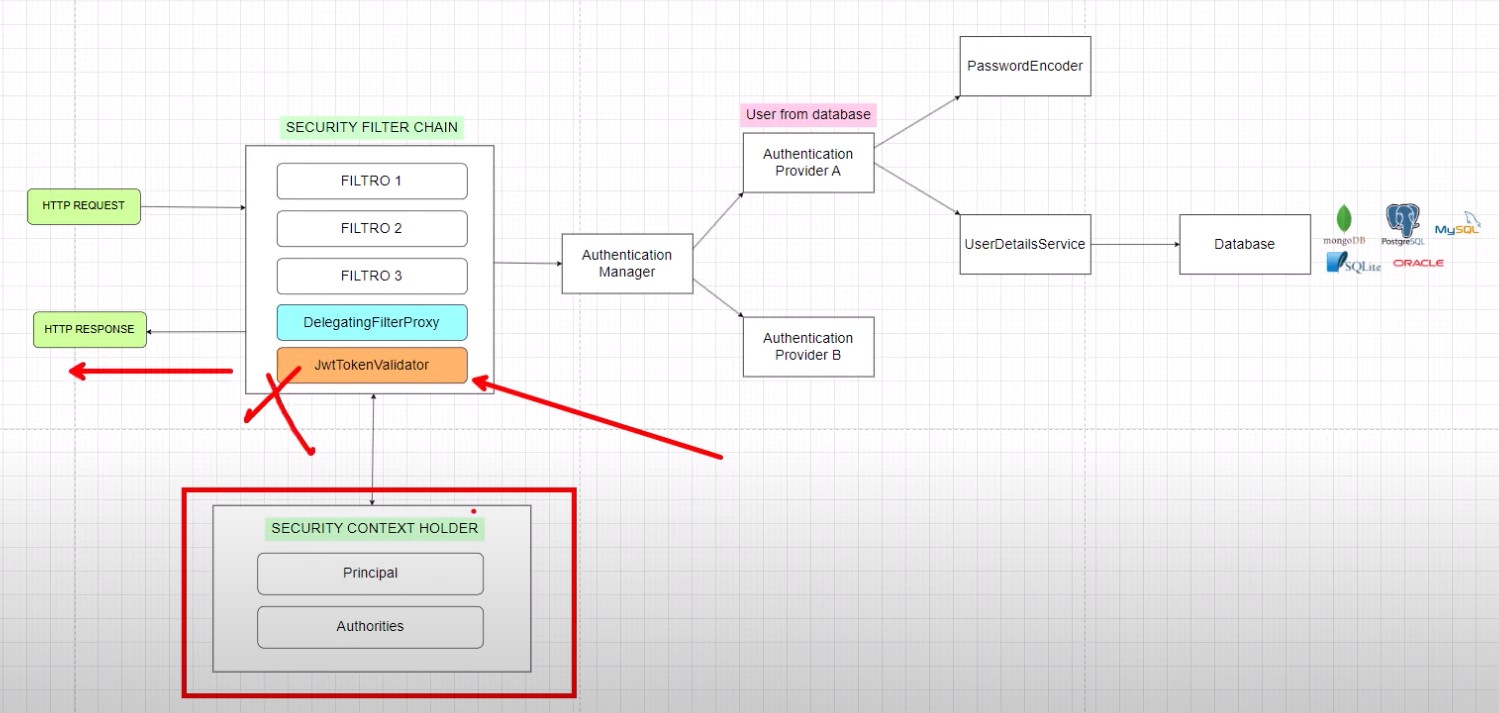 PasswordEncoder
User from database
SECURITY FILTER CHAIN
Authentication
Provider A
FILTRO 1
HTTP REQUEST
FILTRO 2
FILTRO 3
Authentication
Manager
UserDetailsService
Database
mongoDB
PostgreSQL
MySQL
SQLite
ORACLE
HTTP RESPONSE
DelegatingFilterProxy
JwtTokenValidator
Authentication
Provider B
SECURITY CONTEXT HOLDER
Principal
Authorities